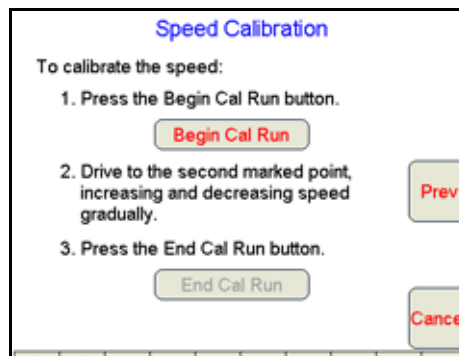 Speed Calibration
To calibrate the speed:
1. Press the Begin Cal Run button.
Begin Cal Run
2. Drive to the second marked point,
increasing and decreasing speed
gradually.
Prev
3. Press the End Cal Run button.
End Cal Run
Cancel